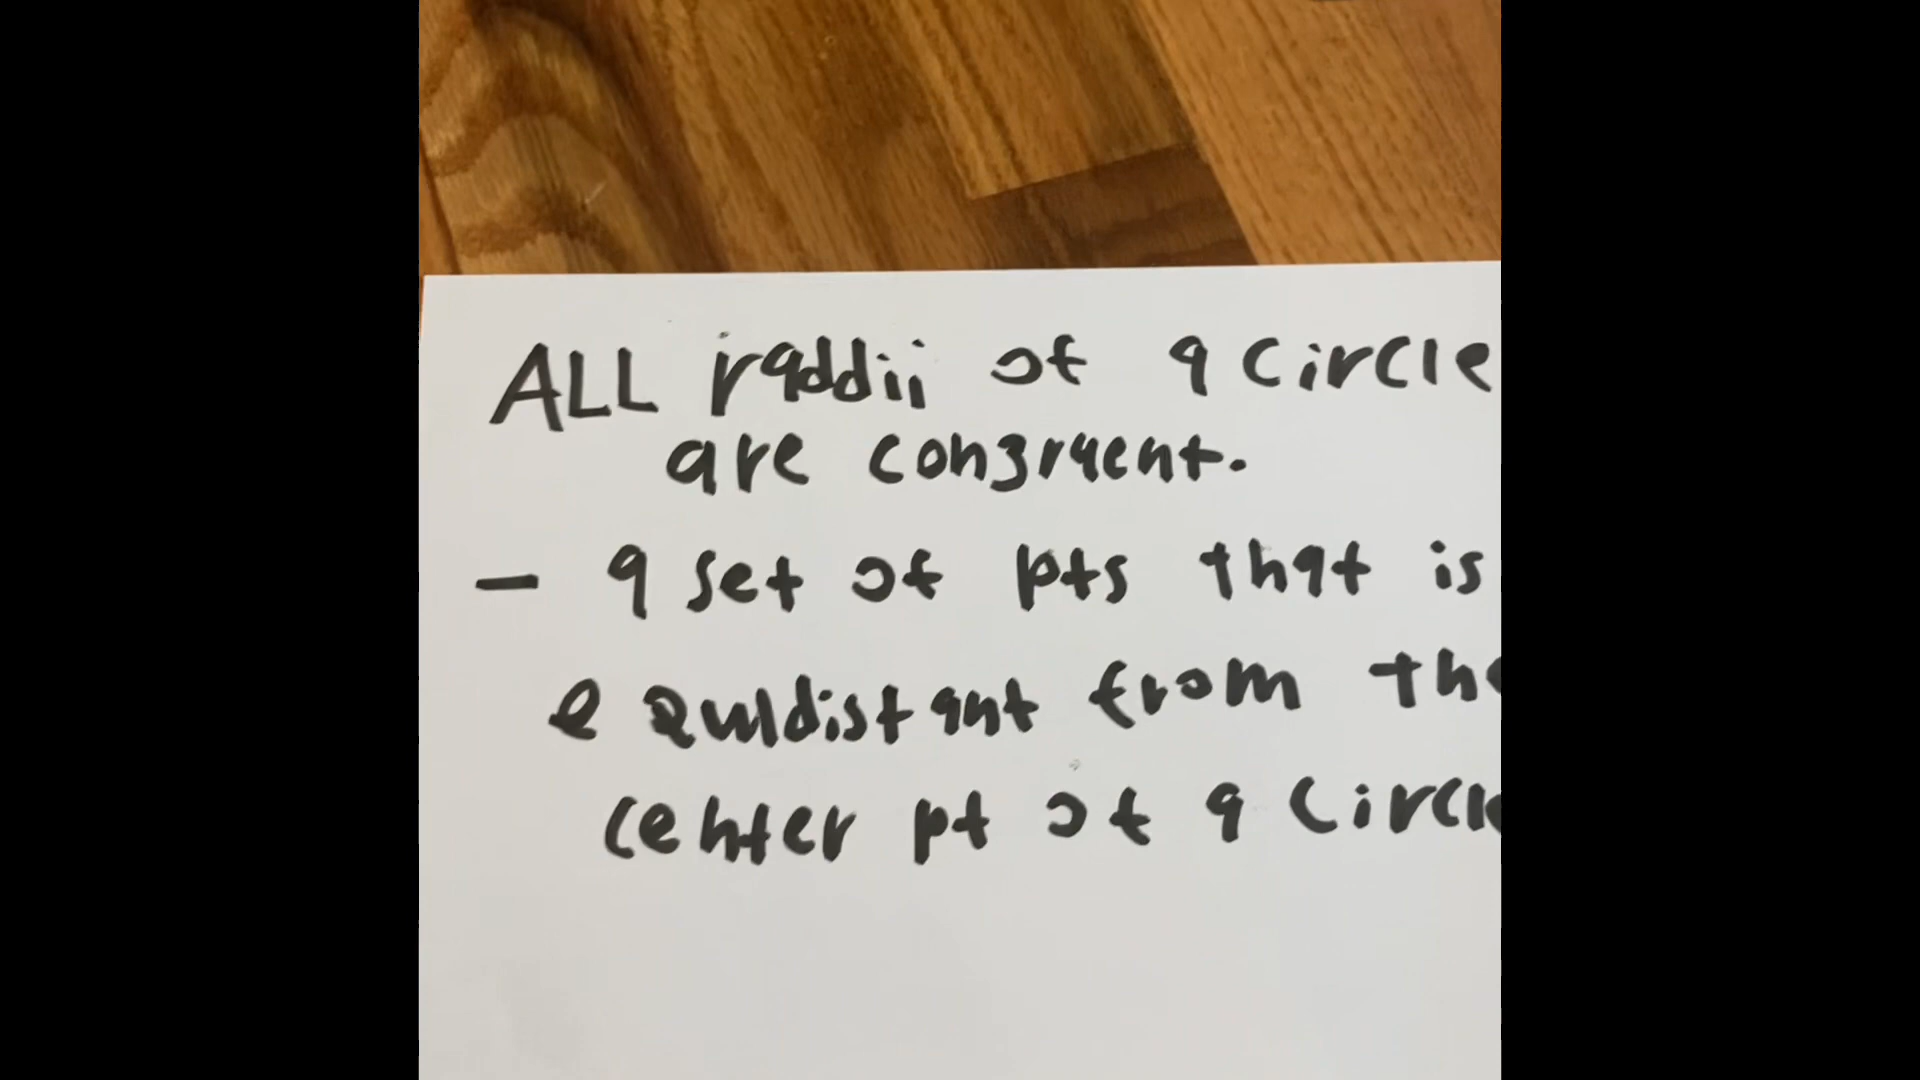 ALL raddii of a circle
are congruent.
- a set of pts that is
equidistant from the
center pt of a circle